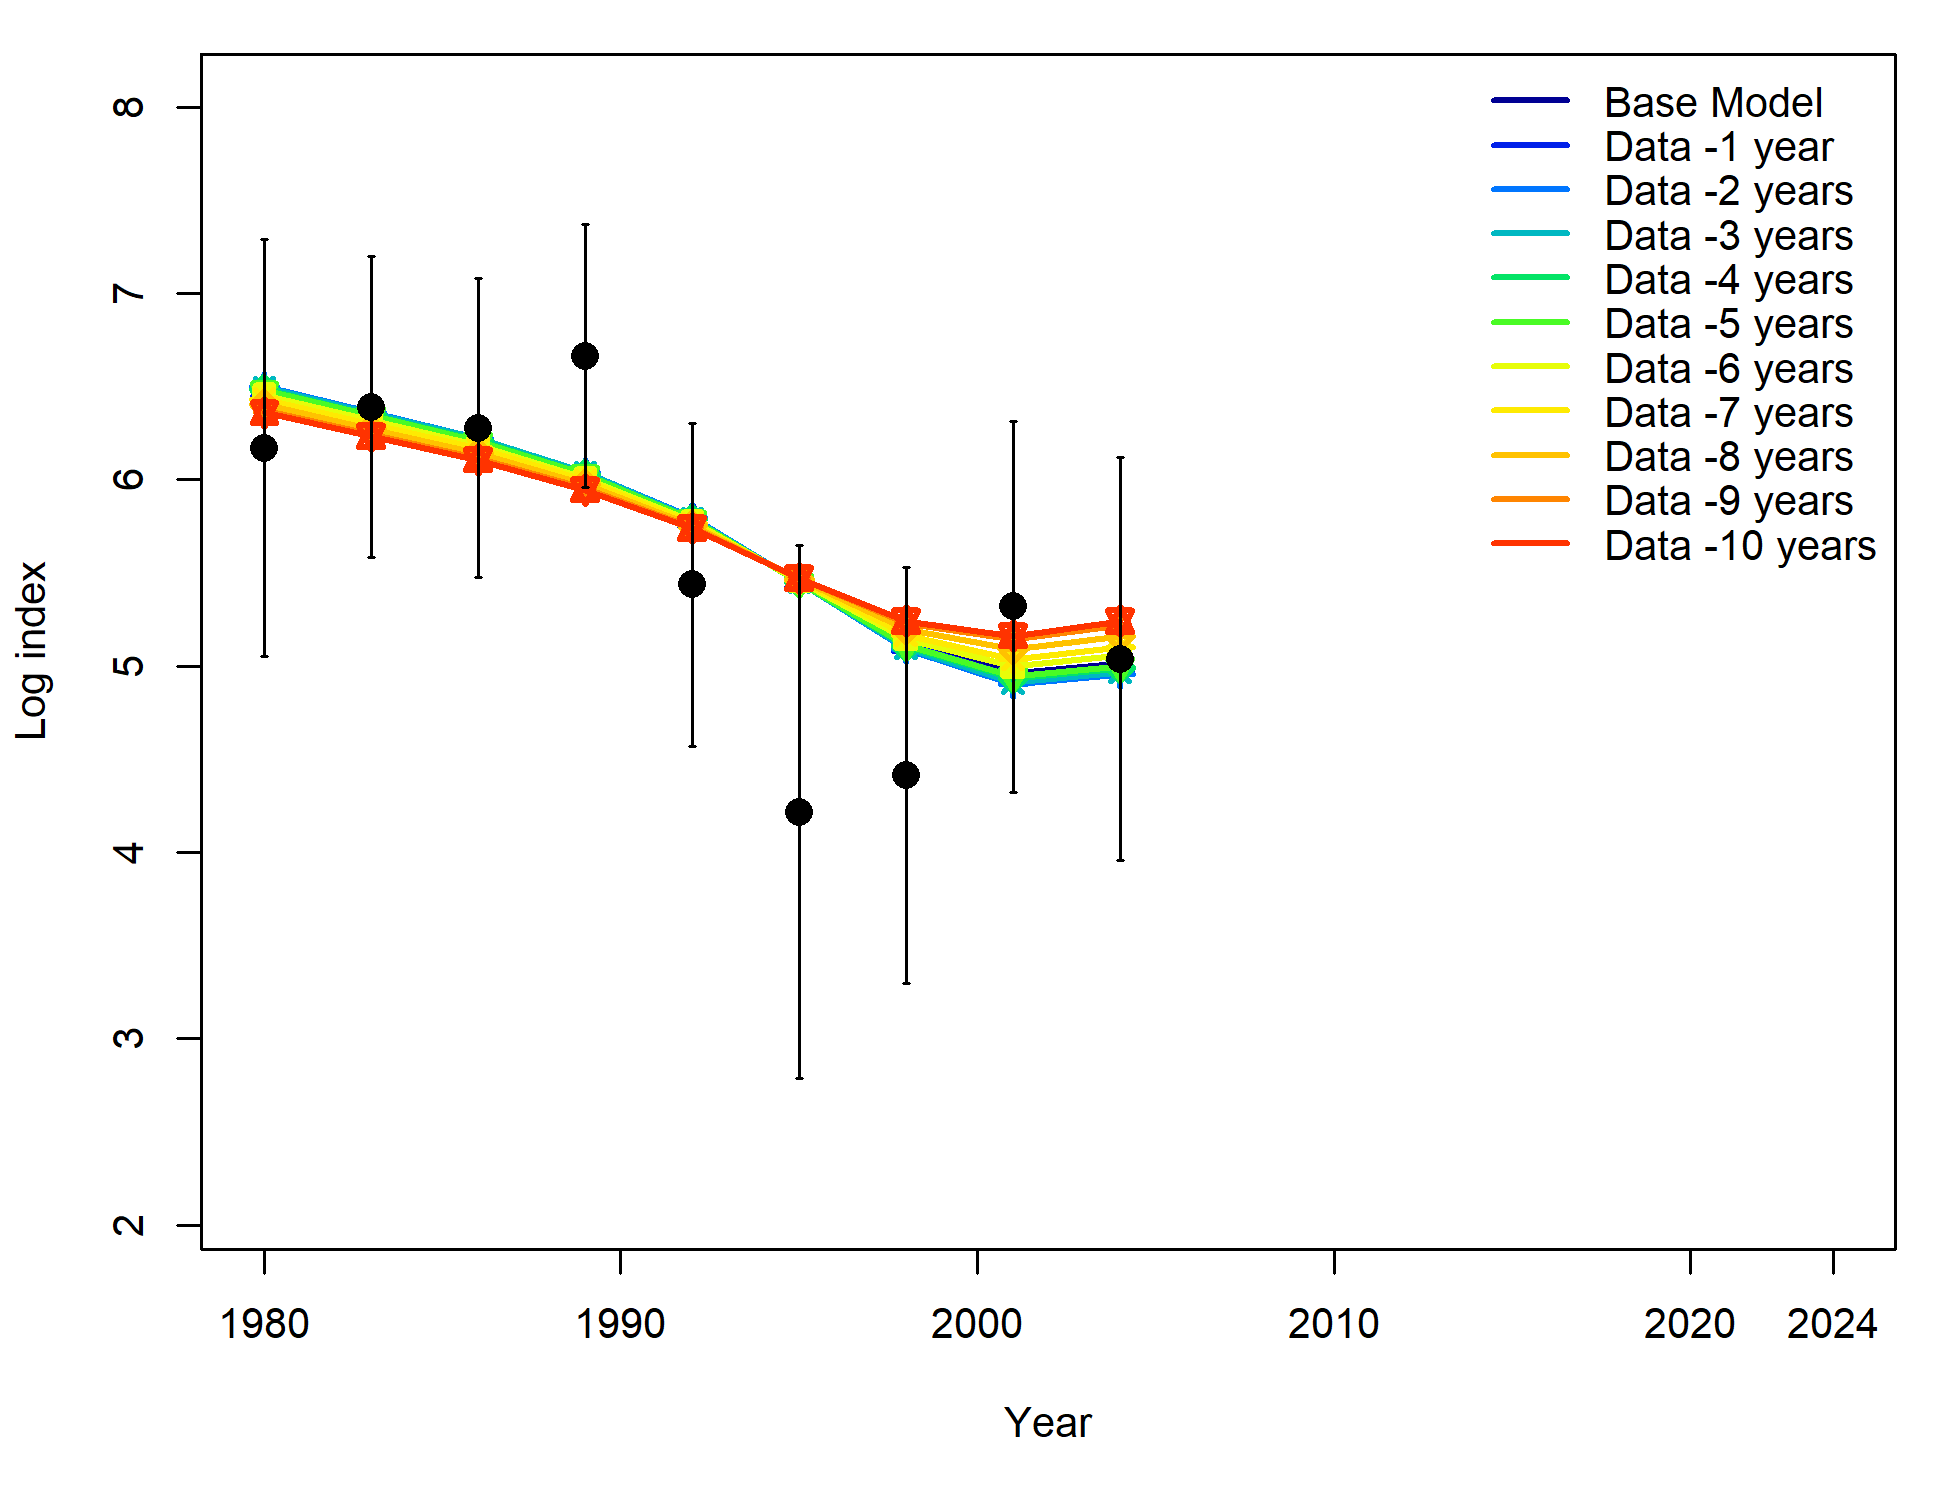 8
7
6
5
4
3
2
Log index
Base Model
Data -1 year
Data -2 years
Data -3 years
Data -4 years
Data -5 years
Data -6 years
Data -7 years
Data -8 years
Data -9 years
Data -10 years
1980 1990 2000 2010 2020 2024
Year